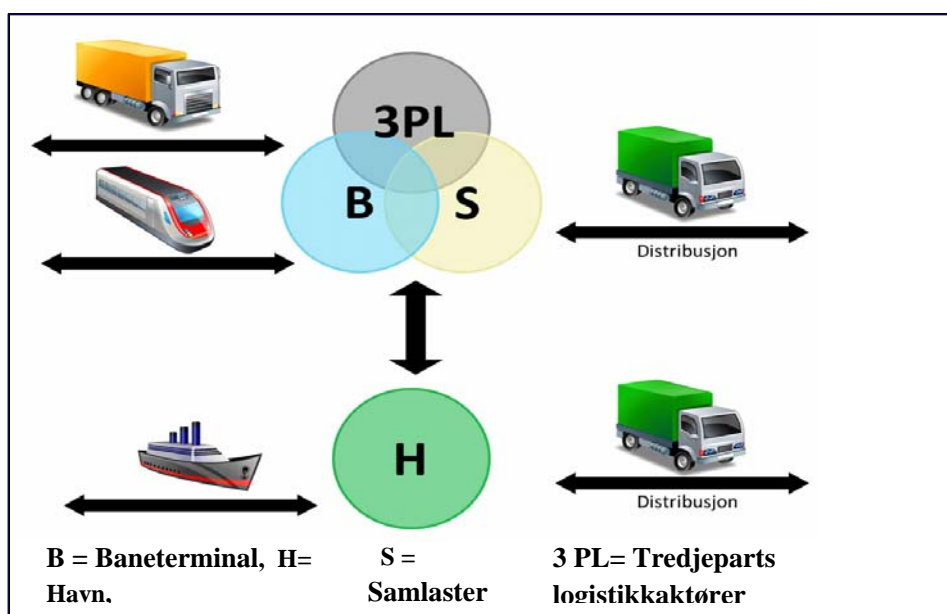 3PL
B
S
Distribusjon
H
Distribusjon
B = Baneterminal, H=
Havn,
S =
Samlaster
3 PL= Tredjeparts
logistikkaktører